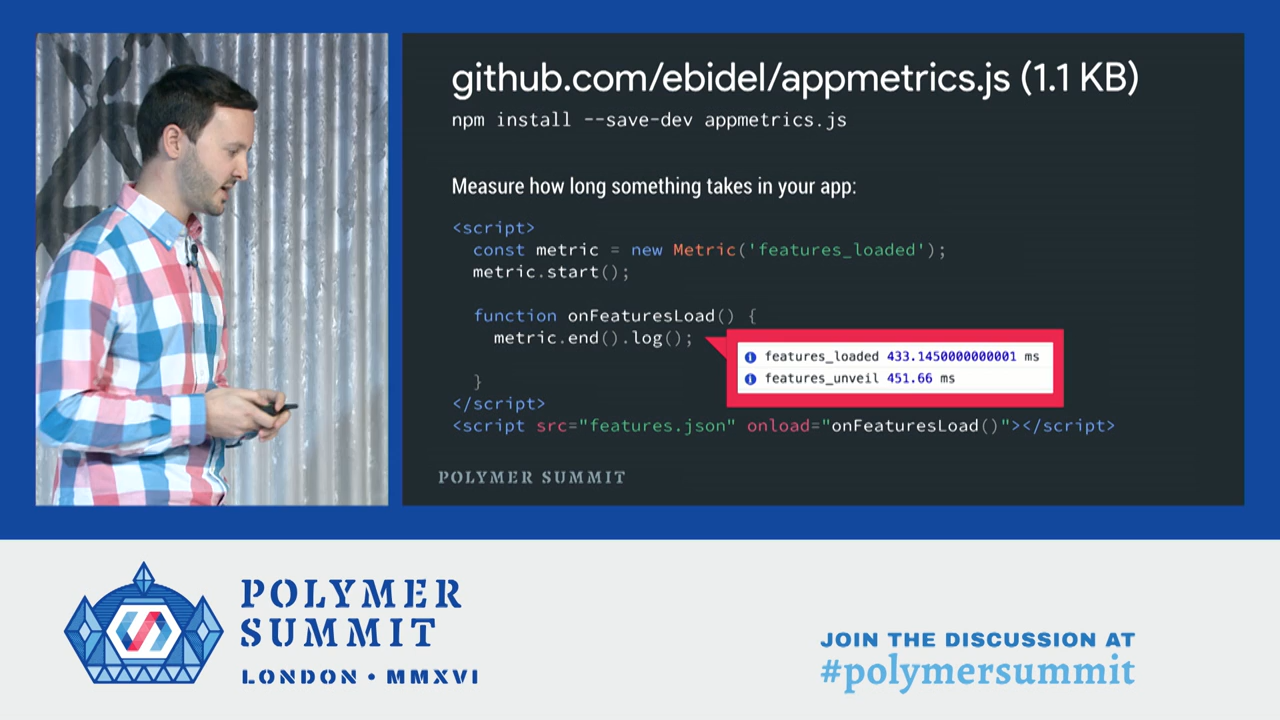 github.com/ebidel/appmetrics.js (1.1 KB)
npm install --save-dev appmetrics.js
Measure how long something takes in your app:
<script>
const metric = new Metric('features_loaded');
metric.start();
function onFeaturesLoad() {
metric.end().log();
features_loaded 433.1450000000001 ms
features_unveil 451.66 ms
}
</script>
<script src="features.json" onload="onFeaturesLoad()"></script>
POLYMER SUMMIT
POLYMER
SUMMIT
LONDON • MMXVI
JOIN THE DISCUSSION AT
#polymersummit